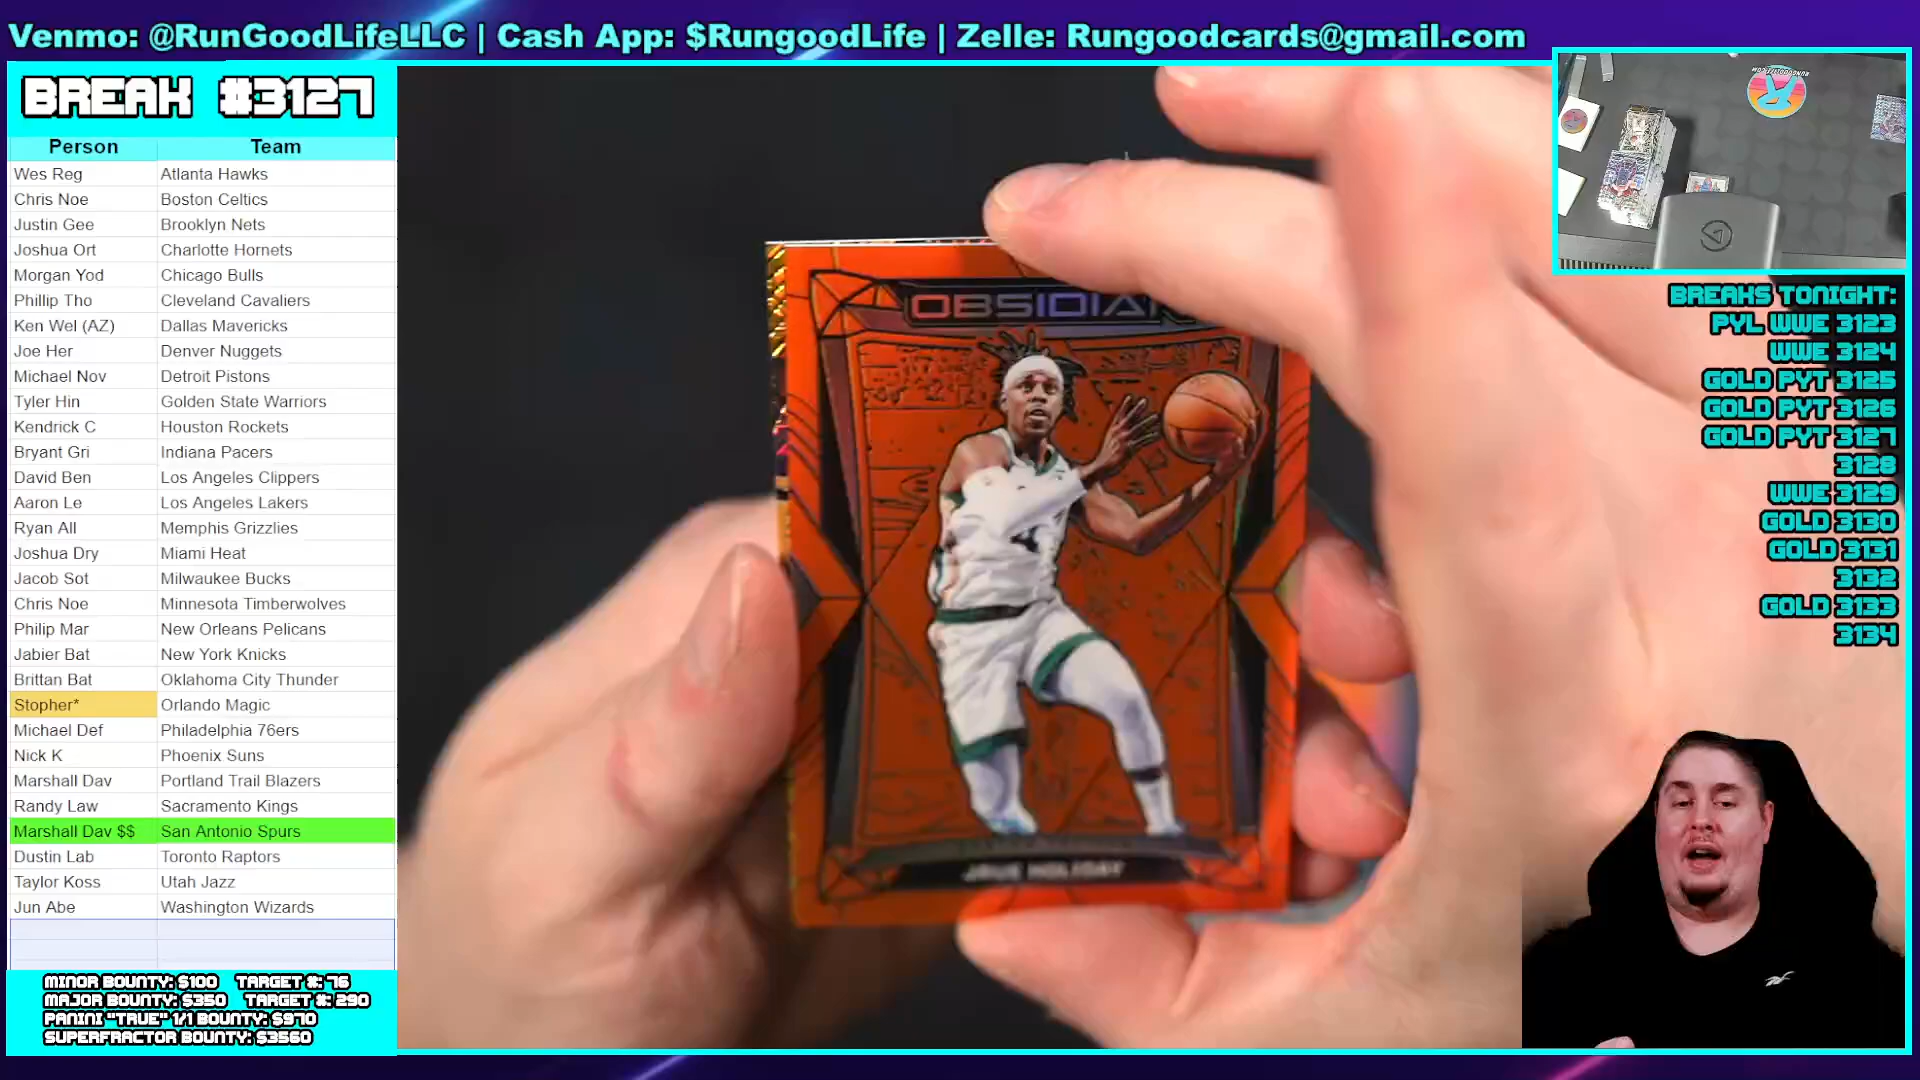 Venmo: @RunGoodLifeLLC | Cash App: $RungoodLife | Zelle: Rungoodcards@gmail.com
BREAK #3127
Person Team
Wes Reg Atlanta Hawks
Chris Noe Boston Celtics
Justin Gee Brooklyn Nets
Joshua Ort Charlotte Hornets
Morgan Yod Chicago Bulls
Phillip Tho Cleveland Cavaliers
Ken Wel (AZ) Dallas Mavericks
Joe Her Denver Nuggets
Michael Nov Detroit Pistons
Tyler Hin Golden State Warriors
Kendrick C Houston Rockets
Bryant Gri Indiana Pacers
David Ben Los Angeles Clippers
Aaron Le Los Angeles Lakers
Ryan All Memphis Grizzlies
Joshua Dry Miami Heat
Jacob Sot Milwaukee Bucks
Chris Noe Minnesota Timberwolves
Philip Mar New Orleans Pelicans
Jabier Bat New York Knicks
Brittan Bat Oklahoma City Thunder
Stopher* Orlando Magic
Michael Def Philadelphia 76ers
Nick K Phoenix Suns
Marshall Dav Portland Trail Blazers
Randy Law Sacramento Kings
Marshall Dav $$ San Antonio Spurs
Dustin Lab Toronto Raptors
Taylor Koss Utah Jazz
Jun Abe Washington Wizards
MINOR BOUNTY: $100 TARGET #: 76
MAJOR BOUNTY: $350 TARGET #: 290
PANINI "TRUE" 1/1 BOUNTY: $970
SUPERFRACTOR BOUNTY: $3560
OBSIDIAN
4
JRUE HOLIDAY
BREAKS TONIGHT:
PYL WWE 3123
WWE 3124
GOLD PYT 3125
GOLD PYT 3126
GOLD PYT 3127
3128
WWE 3129
GOLD 3130
GOLD 3131
3132
GOLD 3133
3134